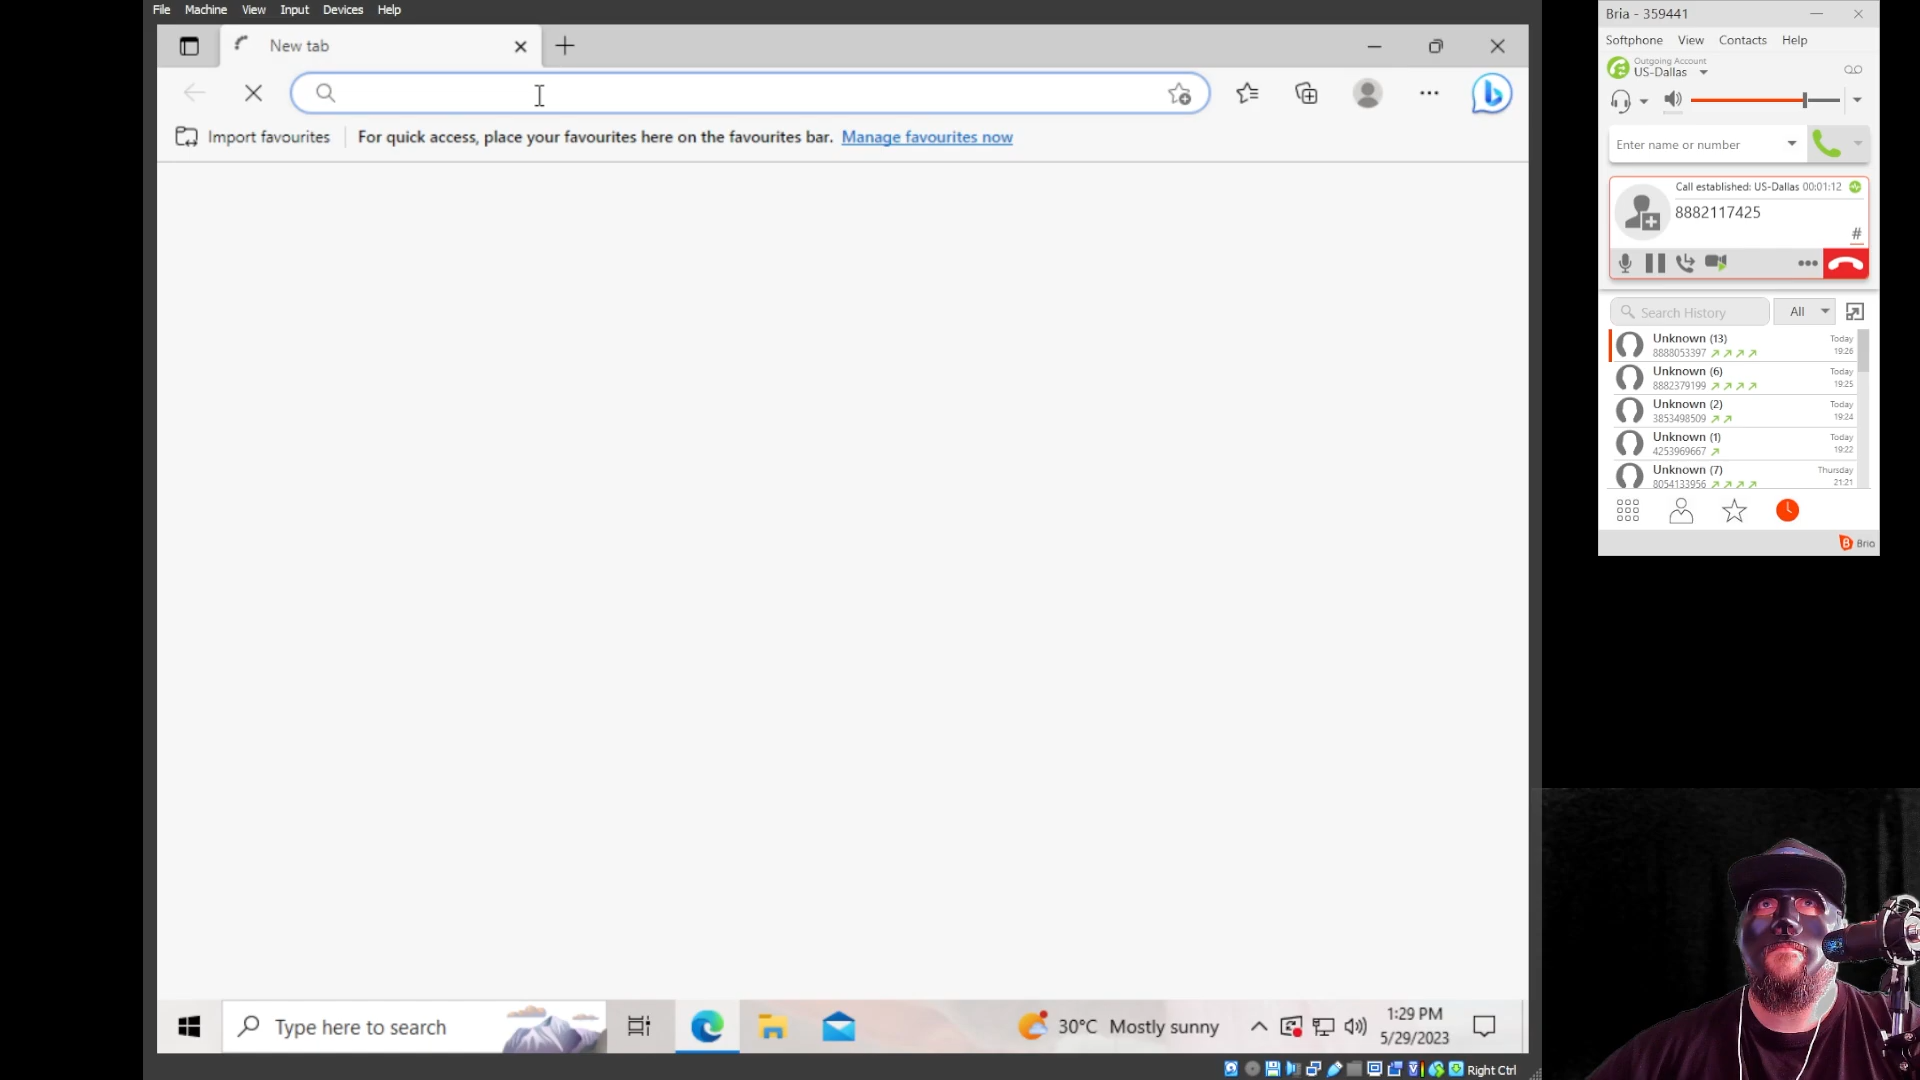 File Machine View Input Devices Help
New tab
Import favourites
For quick access, place your favourites here on the favourites bar. Manage favourites now
Type here to search
30°C Mostly sunny
1:29 PM
5/29/2023
Right Ctrl
Bria - 359441
Softphone View Contacts Help
Outgoing Account
US-Dallas
Enter name or number
Call established: US-Dallas 00:01:12
8882117425
#
Search History
All
Unknown (13)
Today
8888053397
19:26
Unknown (6)
Today
8882379199
19:25
Unknown (2)
Today
3853498509
19:24
Unknown (1)
Today
4253969667
19:22
Unknown (7)
Thursday
8054133956
21:21
Bria